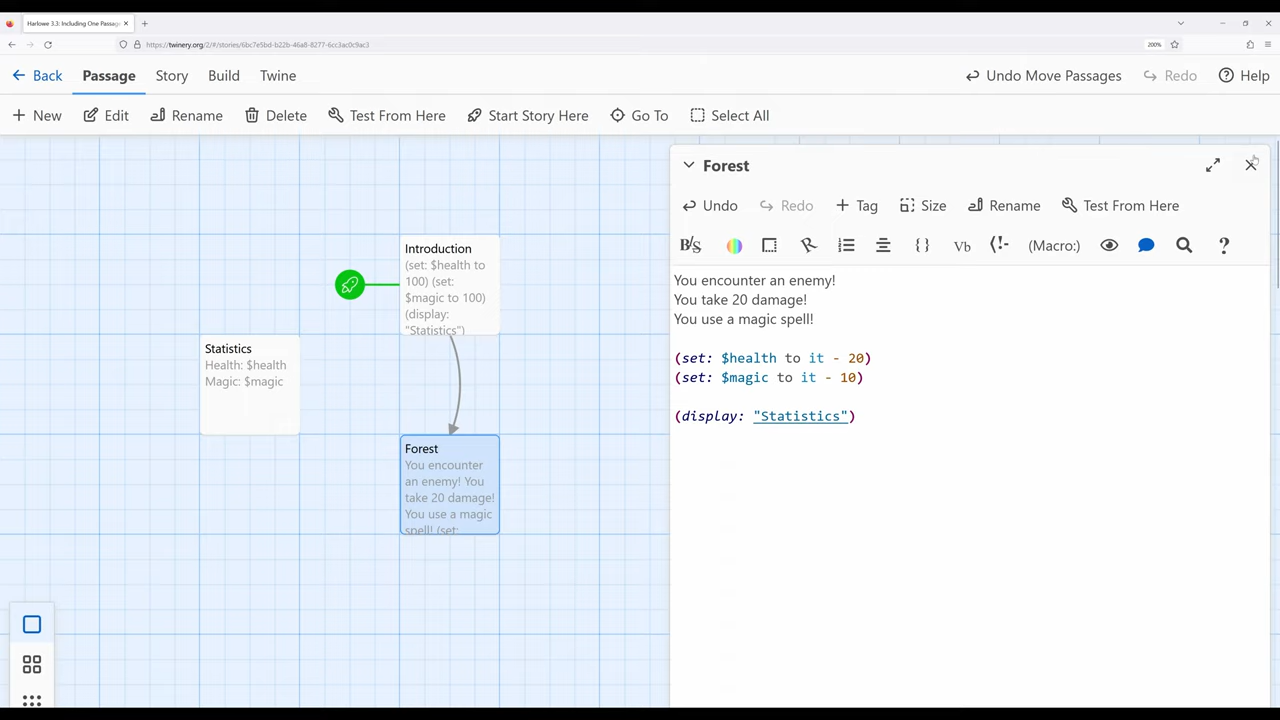 Harlowe 3.3: Including One Passag
https://twinery.org/2/#/stories/6bc7e5bd-b22b-46a8-8277-6cc3ac0c9ac3
200%
Back
Passage
Story
Build
Twine
Undo Move Passages
Redo
Help
New
Edit
Rename
Delete
Test From Here
Start Story Here
Go To
Select All
Introduction
(set: $health to
100) (set:
$magic to 100)
(display:
"Statistics")
Statistics
Health: $health
Magic: $magic
Forest
You encounter
an enemy! You
take 20 damage!
You use a magic
spell! (set:
Forest
Undo
Redo
Tag
Size
Rename
Test From Here
B/S
{ }
Vb
(Macro:)
?
You encounter an enemy!
You take 20 damage!
You use a magic spell!
(set: $health to it - 20)
(set: $magic to it - 10)
(display: "Statistics")